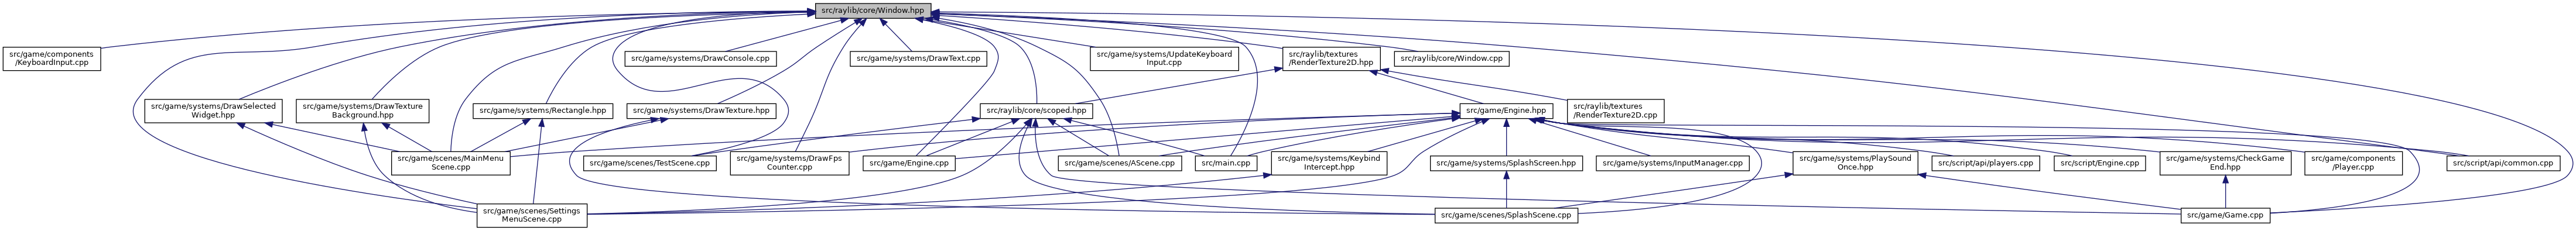 src/raylib/core/Window.hpp
src/game/components
/KeyboardInput.cpp
src/game/systems/DrawConsole.cpp
src/game/systems/DrawText.cpp
src/game/systems/UpdateKeyboard
Input.cpp
src/raylib/textures
/RenderTexture2D.hpp
src/raylib/core/Window.cpp
src/game/systems/DrawSelected
Widget.hpp
src/game/systems/DrawTexture
Background.hpp
src/game/systems/Rectangle.hpp
src/game/systems/DrawTexture.hpp
src/raylib/core/scoped.hpp
src/game/Engine.hpp
src/raylib/textures
/RenderTexture2D.cpp
src/game/scenes/MainMenu
Scene.cpp
src/game/scenes/TestScene.cpp
src/game/systems/DrawFps
Counter.cpp
src/game/Engine.cpp
src/game/scenes/AScene.cpp
src/main.cpp
src/game/systems/Keybind
Intercept.hpp
src/game/systems/SplashScreen.hpp
src/game/systems/InputManager.cpp
src/game/systems/PlaySound
Once.hpp
src/script/api/players.cpp
src/script/Engine.cpp
src/game/systems/CheckGame
End.hpp
src/game/components
/Player.cpp
src/script/api/common.cpp
src/game/scenes/Settings
MenuScene.cpp
src/game/scenes/SplashScene.cpp
src/game/Game.cpp